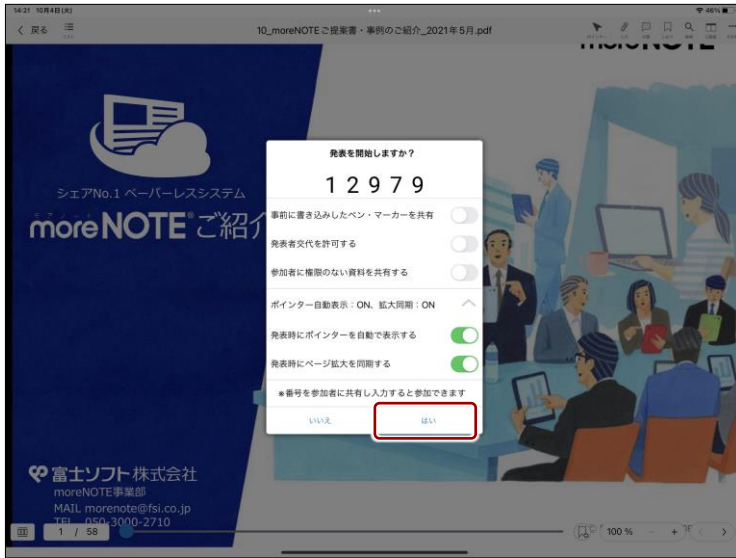 14:21 10月4日(火)
46%
戻る
10_moreNOTEご提案書・事例のご紹介_2021年5月.pdf
moreNOTE
シェアNo.1 ペーパーレスシステム
moreNOTE®ご紹介
発表を開始しますか？
12979
事前に書き込みしたペン・マーカーを共有
発表者交代を許可する
参加者に権限のない資料を共有する
ポインター自動表示：ON、拡大同期：ON
発表時にポインターを自動で表示する
発表時にページ拡大を同期する
※番号を参加者に共有し入力すると参加できます
いいえ
はい
富士ソフト株式会社
moreNOTE事業部
MAIL morenote@fsi.co.jp
TEL 050-3000-2710
1 / 58
100 %